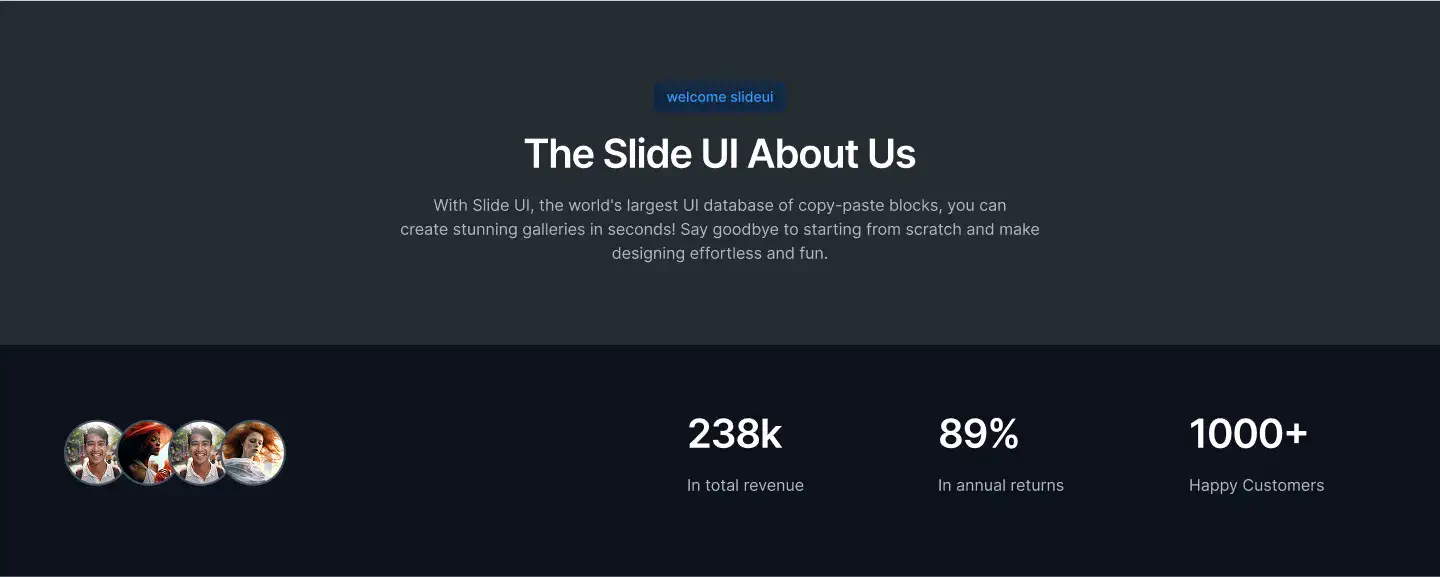 welcome slideui
The Slide UI About Us
With Slide UI, the world's largest UI database of copy-paste blocks, you can
create stunning galleries in seconds! Say goodbye to starting from scratch and make
designing effortless and fun.
238k
89%
1000+
In total revenue
In annual returns
Happy Customers